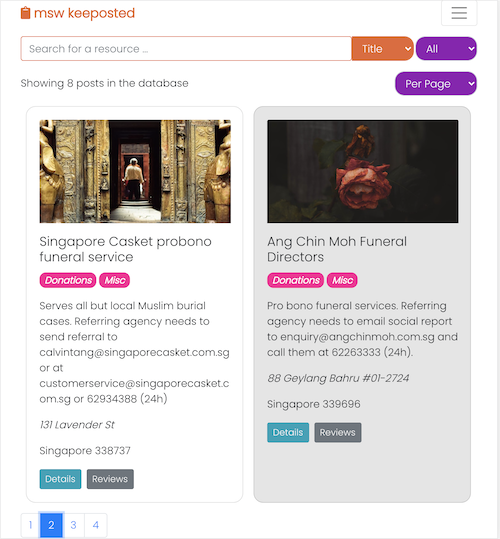 msw keeposted
Search for a resource ...
Title
All
Showing 8 posts in the database
Per Page
Singapore Casket probono
funeral service
Donations Misc
Serves all but local Muslim burial
cases. Referring agency needs to
send referral to
calvintang@singaporecasket.com.sg
or at
customerservice@singaporecasket.c
om.sg or 62934388 (24h)
131 Lavender St
Singapore 338737
Details Reviews
Ang Chin Moh Funeral
Directors
Donations Misc
Pro bono funeral services. Referring
agency needs to email social report
to enquiry@angchinmoh.com.sg and
call them at 62263333 (24h).
88 Geylang Bahru #01-2724
Singapore 339696
Details Reviews
1 2 3 4